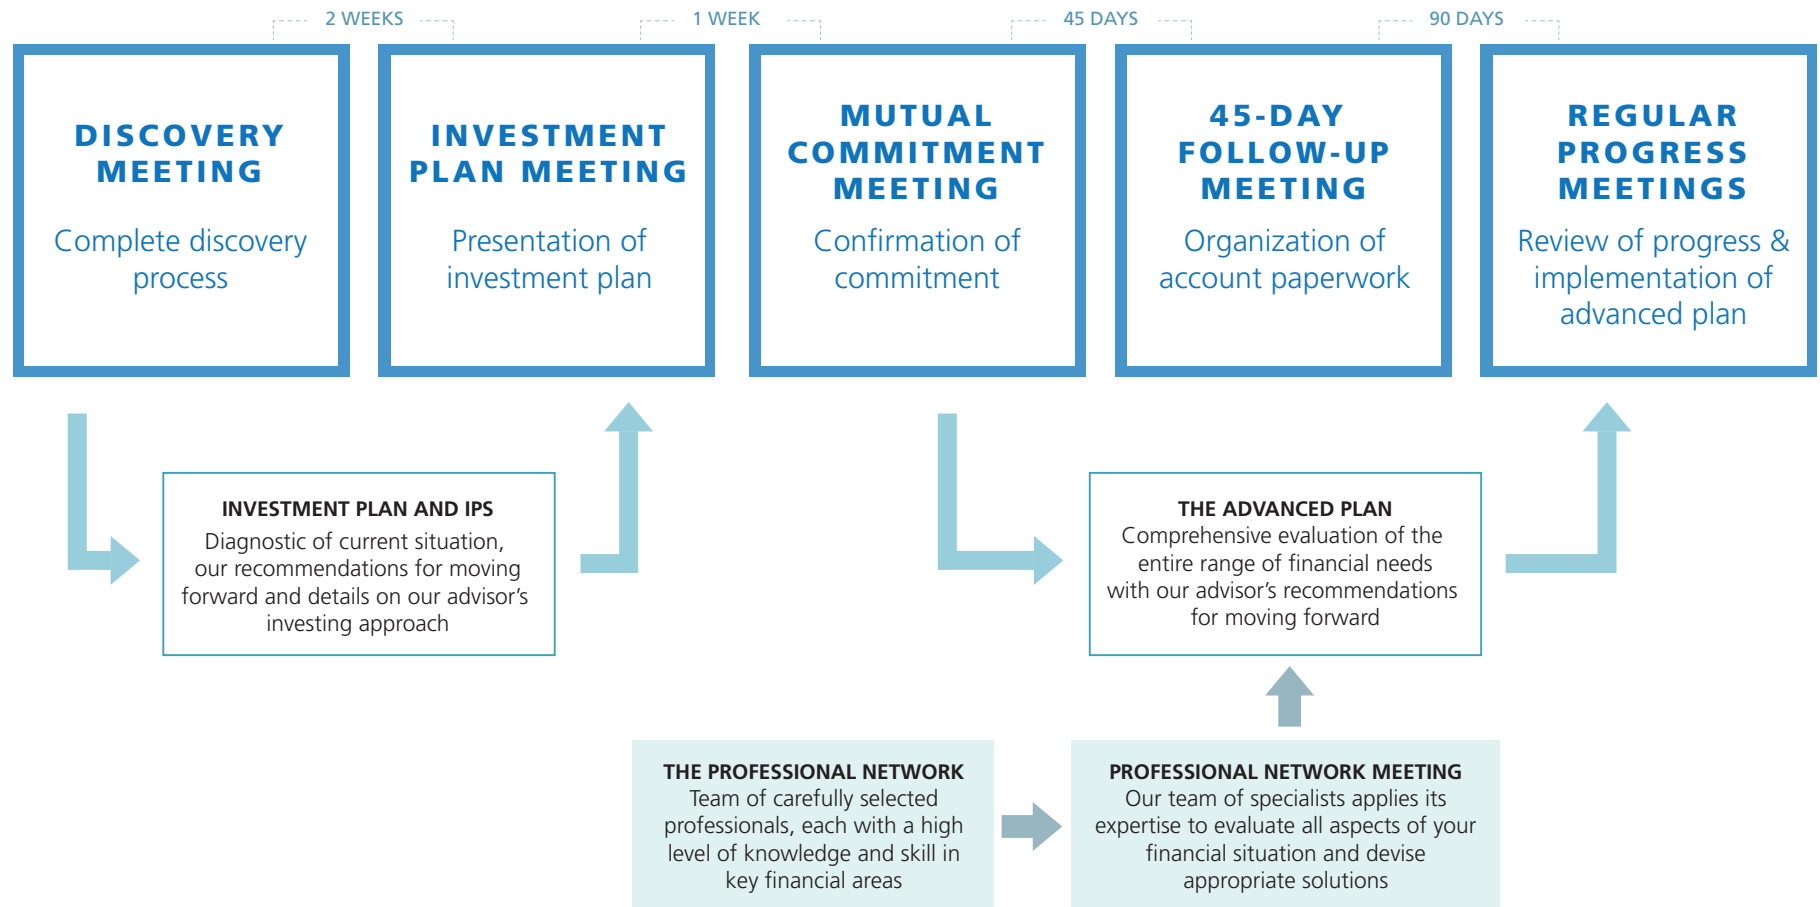 2 WEEKS
1 WEEK
45 DAYS
90 DAYS
DISCOVERY
MEETING
Complete discovery
process
INVESTMENT
PLAN MEETING
Presentation of
investment plan
MUTUAL
COMMITMENT
MEETING
Confirmation of
commitment
45-DAY
FOLLOW-UP
MEETING
Organization of
account paperwork
REGULAR
PROGRESS
MEETINGS
Review of progress &
implementation of
advanced plan
INVESTMENT PLAN AND IPS
Diagnostic of current situation,
our recommendations for moving
forward and details on our advisor’s
investing approach
THE ADVANCED PLAN
Comprehensive evaluation of the
entire range of financial needs
with our advisor’s recommendations
for moving forward
THE PROFESSIONAL NETWORK
Team of carefully selected
professionals, each with a high
level of knowledge and skill in
key financial areas
PROFESSIONAL NETWORK MEETING
Our team of specialists applies its
expertise to evaluate all aspects of your
financial situation and devise
appropriate solutions